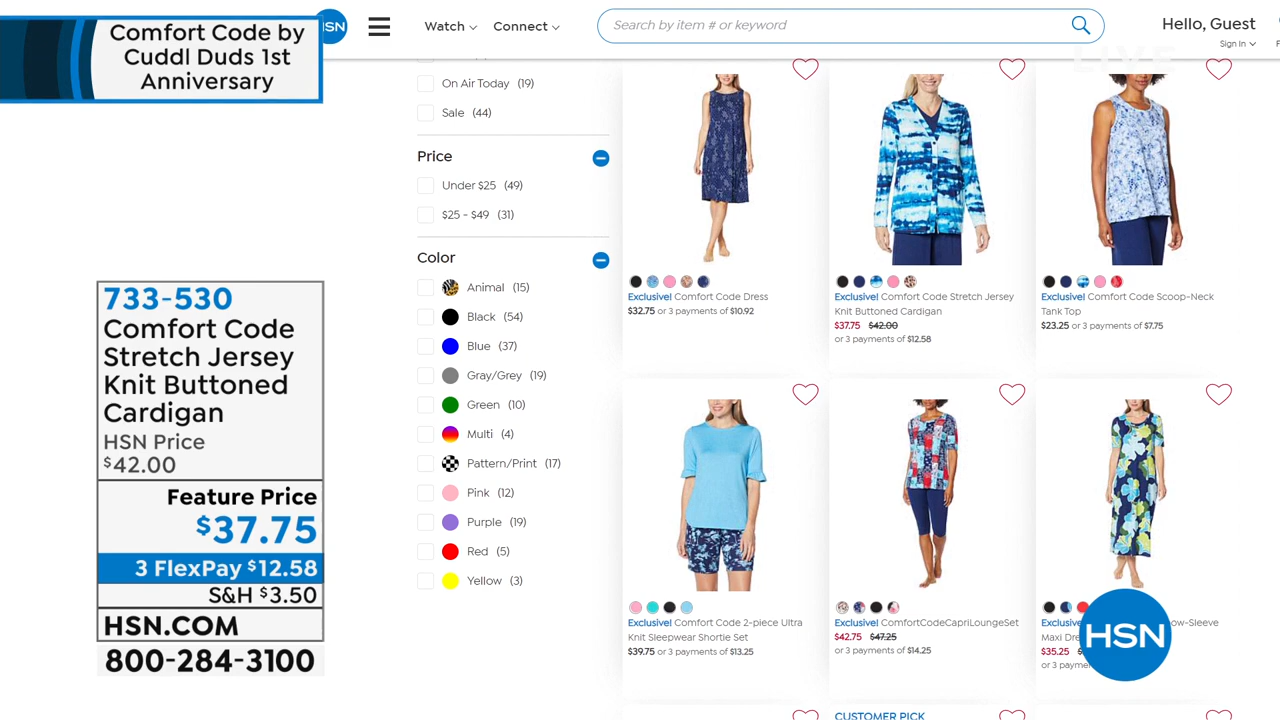 Comfort Code by
Cuddl Duds 1st
Anniversary
HSN
Watch
Connect
Search by item # or keyword
Hello, Guest
Sign In
LIVE
On Air Today (19)
Sale (44)
Price
Under $25 (49)
$25 - $49 (31)
Color
Animal (15)
Black (54)
Blue (37)
Gray/Grey (19)
Green (10)
Multi (4)
Pattern/Print (17)
Pink (12)
Purple (19)
Red (5)
Yellow (3)
733-530
Comfort Code
Stretch Jersey
Knit Buttoned
Cardigan
HSN Price
$42.00
Feature Price
$37.75
3 FlexPay $12.58
S&H $3.50
HSN.COM
800-284-3100
Exclusive! Comfort Code Dress
$32.75 or 3 payments of $10.92
Exclusive! Comfort Code Stretch Jersey
Knit Buttoned Cardigan
$37.75 $42.00
or 3 payments of $12.58
Exclusive! Comfort Code Scoop-Neck
Tank Top
$23.25 or 3 payments of $7.75
Exclusive! Comfort Code 2-piece Ultra
Knit Sleepwear Shortie Set
$39.75 or 3 payments of $13.25
Exclusive! ComfortCodeCapriLoungeSet
$42.75 $47.25
or 3 payments of $14.25
Maxi
$35.25
or 3
HSN
CUSTOMER PICK